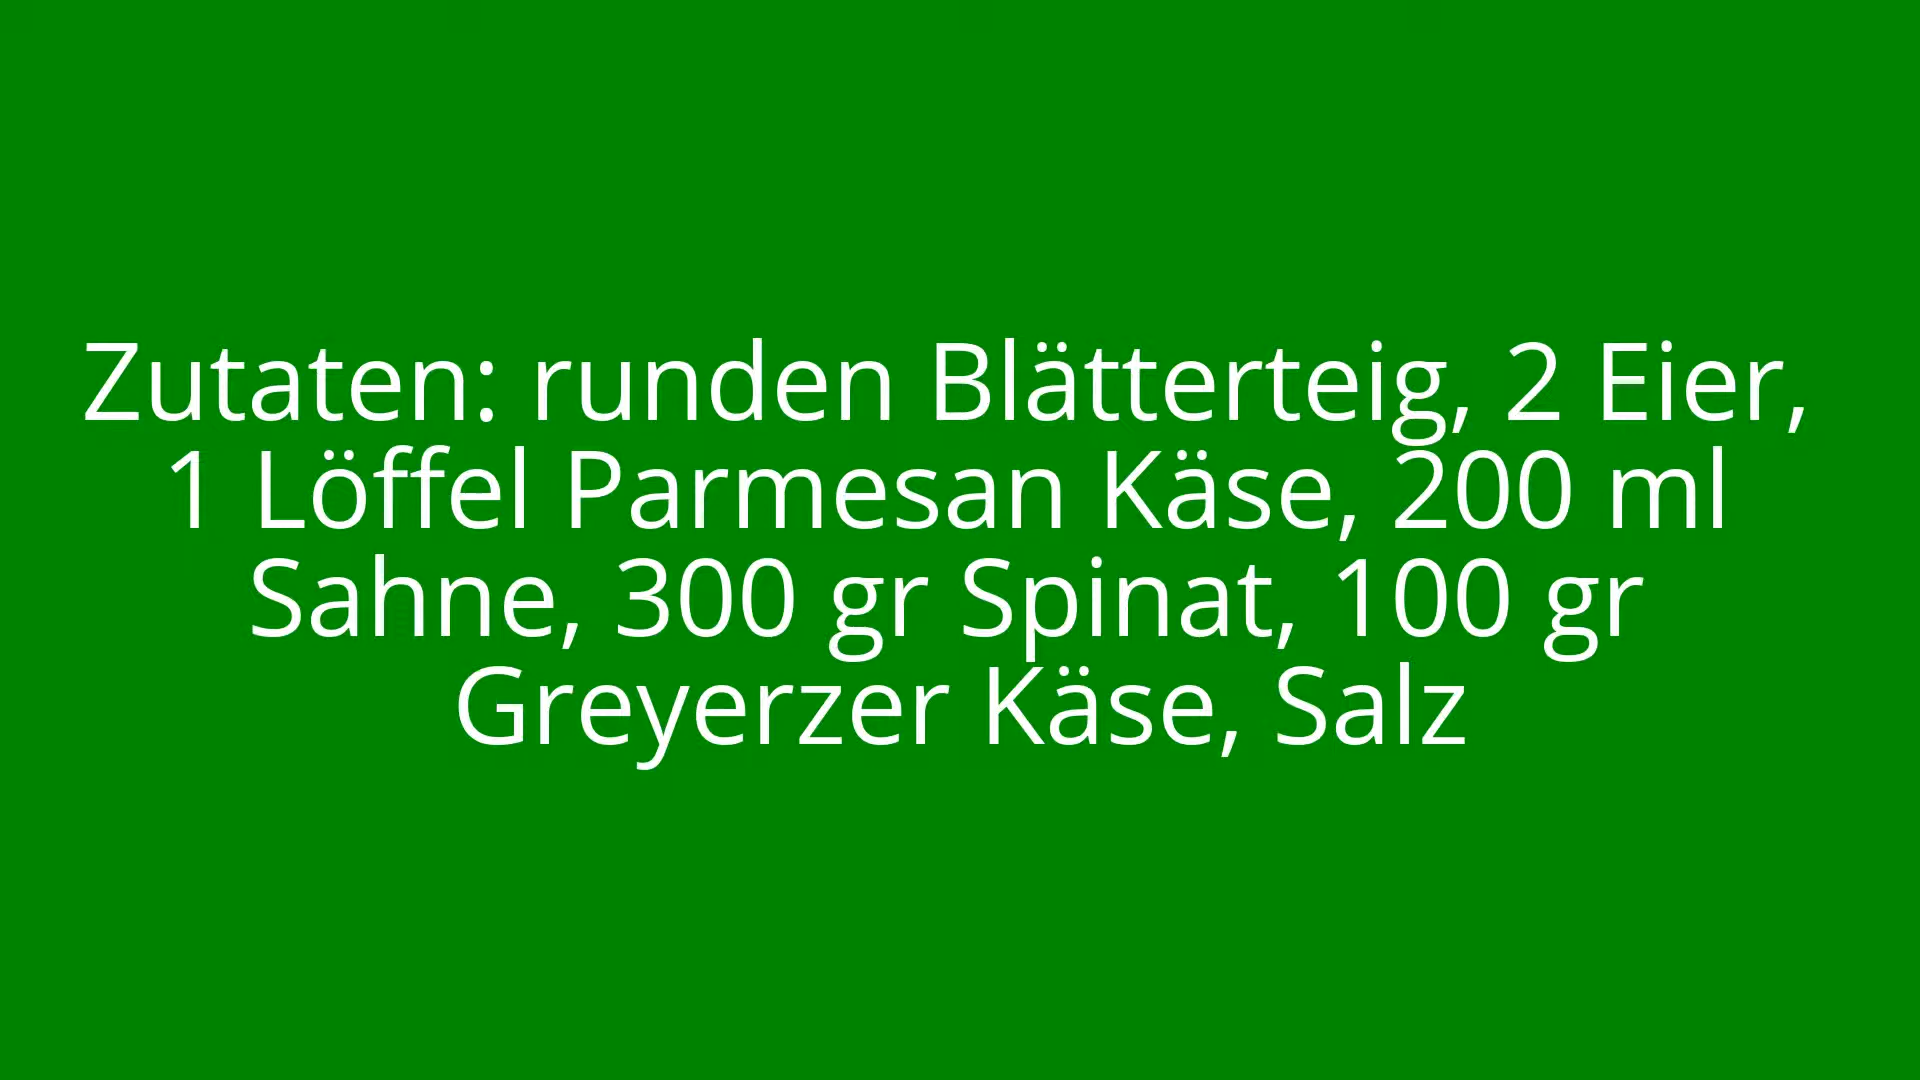 Zutaten: runden Blätterteig, 2 Eier,
1 Löffel Parmesan Käse, 200 ml
Sahne, 300 gr Spinat, 100 gr
Greyerzer Käse, Salz